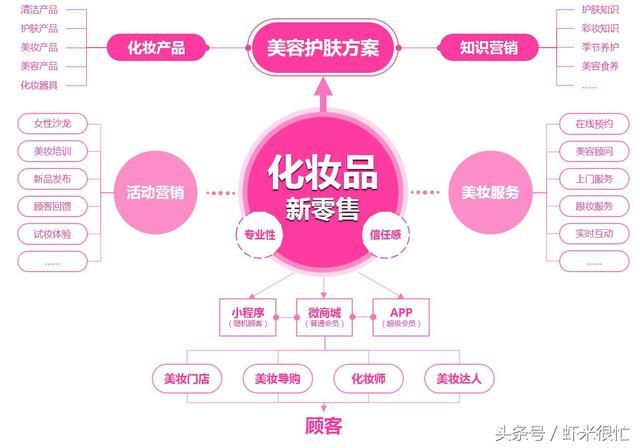 清洁产品
护肤产品
美妆产品
美容产品
化妆器具
化妆产品
美容护肤方案
知识营销
护肤知识
彩妆知识
季节养护
美容食养
......
女性沙龙
美妆培训
新品发布
顾客回馈
试妆体验
......
活动营销
化妆品
新零售
专业性
信任感
美妆服务
在线预约
美容顾问
上门服务
跟妆服务
实时互动
......
小程序
（随机顾客）
微商城
（普通会员）
APP
（超级会员）
美妆门店
美妆导购
化妆师
美妆达人
顾客
头条号／虾米很忙